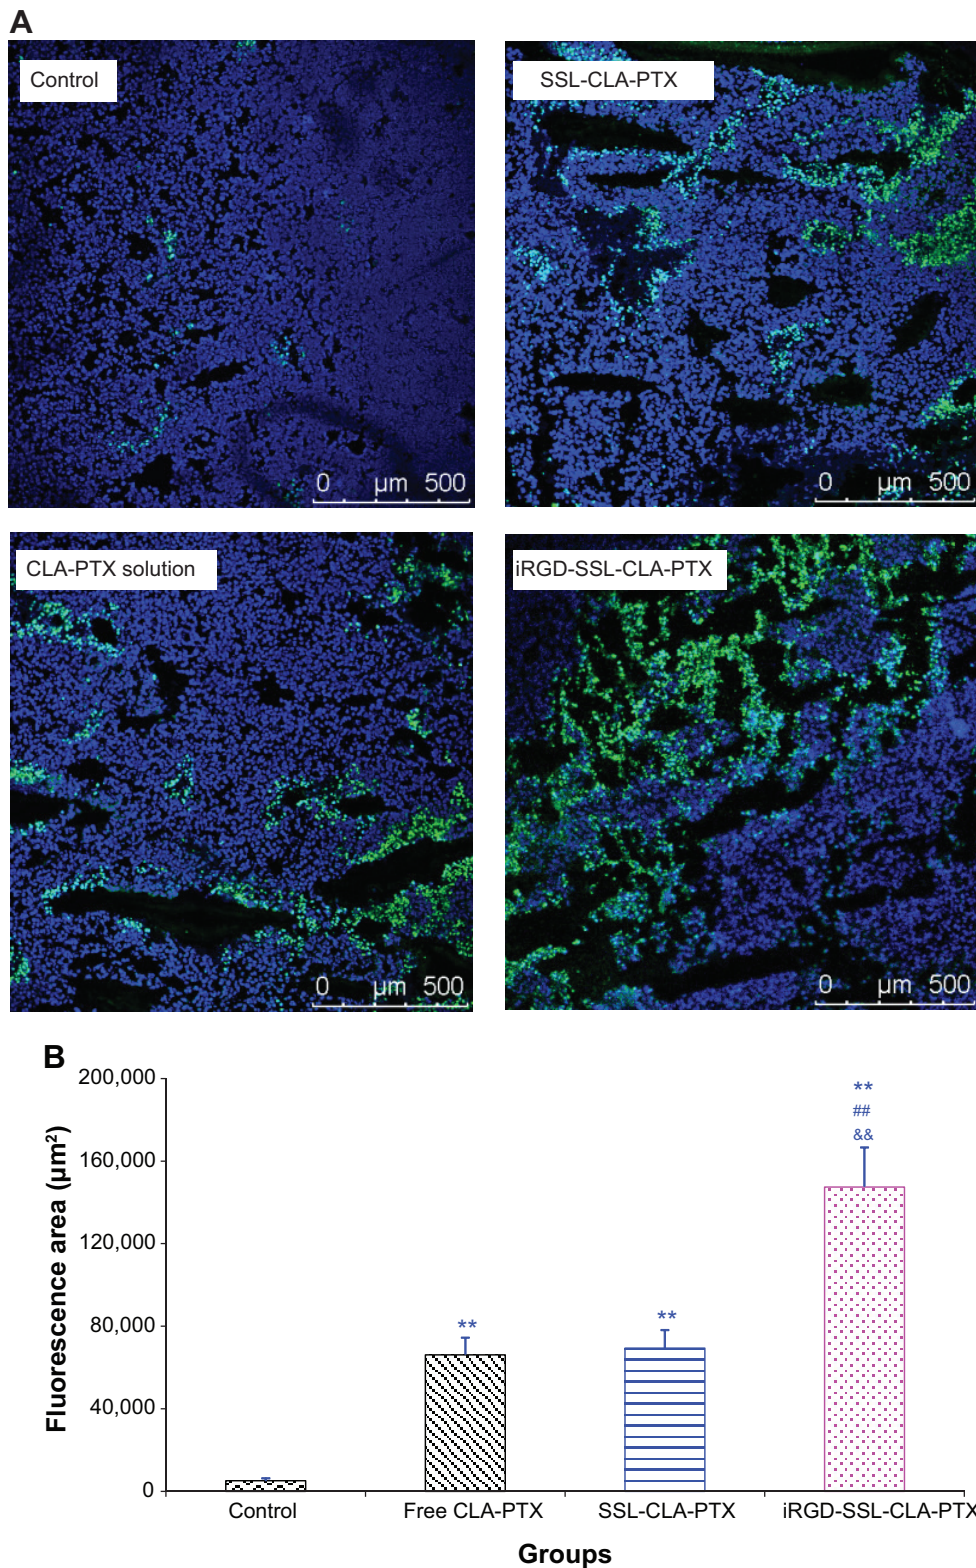 A
Control
SSL-CLA-PTX
0 µm 500
0 µm 500
CLA-PTX solution
iRGD-SSL-CLA-PTX
0 µm 500
0 µm 500
B
Fluorescence area (µm²)
200,000
160,000
120,000
80,000
40,000
0
**
**
**
##
&&
Control
Free CLA-PTX
SSL-CLA-PTX
iRGD-SSL-CLA-PTX
Groups